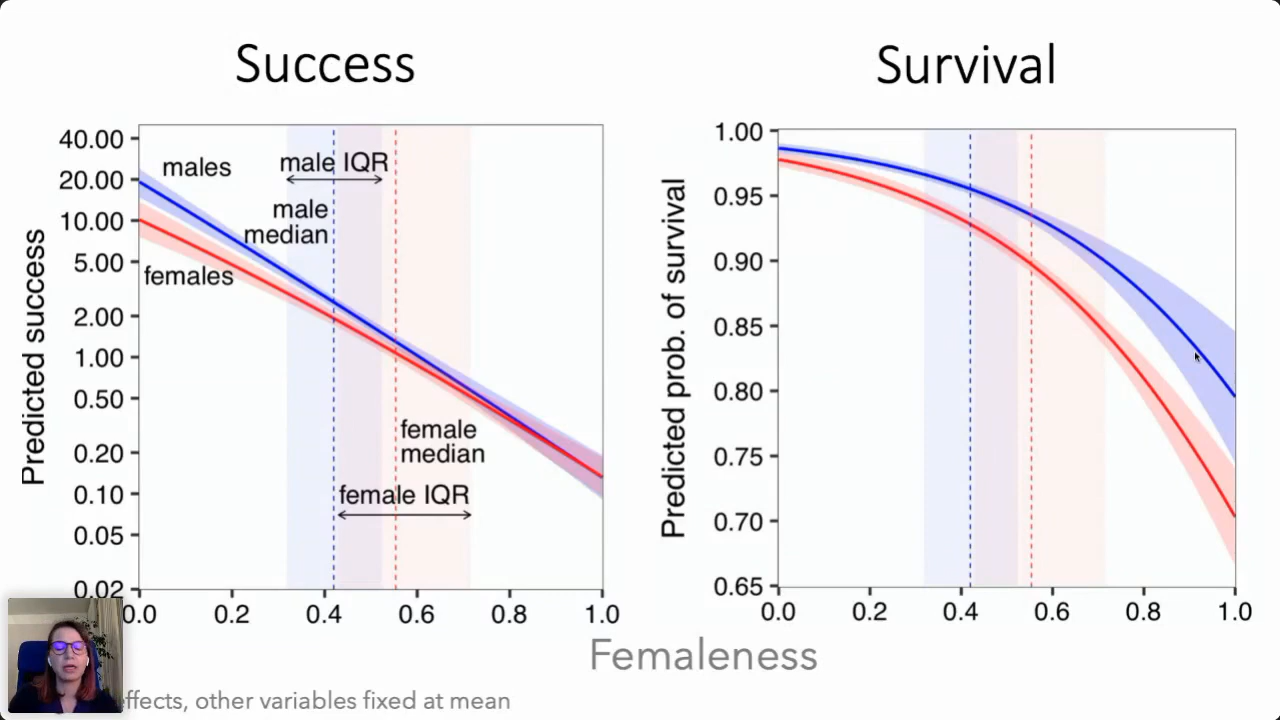 Success
Survival
40.00
20.00
10.00
5.00
2.00
1.00
0.50
0.20
0.10
0.05
0.02
Predicted success
males
male IQR
male
median
females
female
median
female IQR
0.0 0.2 0.4 0.6 0.8 1.0
1.00
0.95
0.90
0.85
0.80
0.75
0.70
0.65
Predicted prob. of survival
0.0 0.2 0.4 0.6 0.8 1.0
Femaleness
effects, other variables fixed at mean